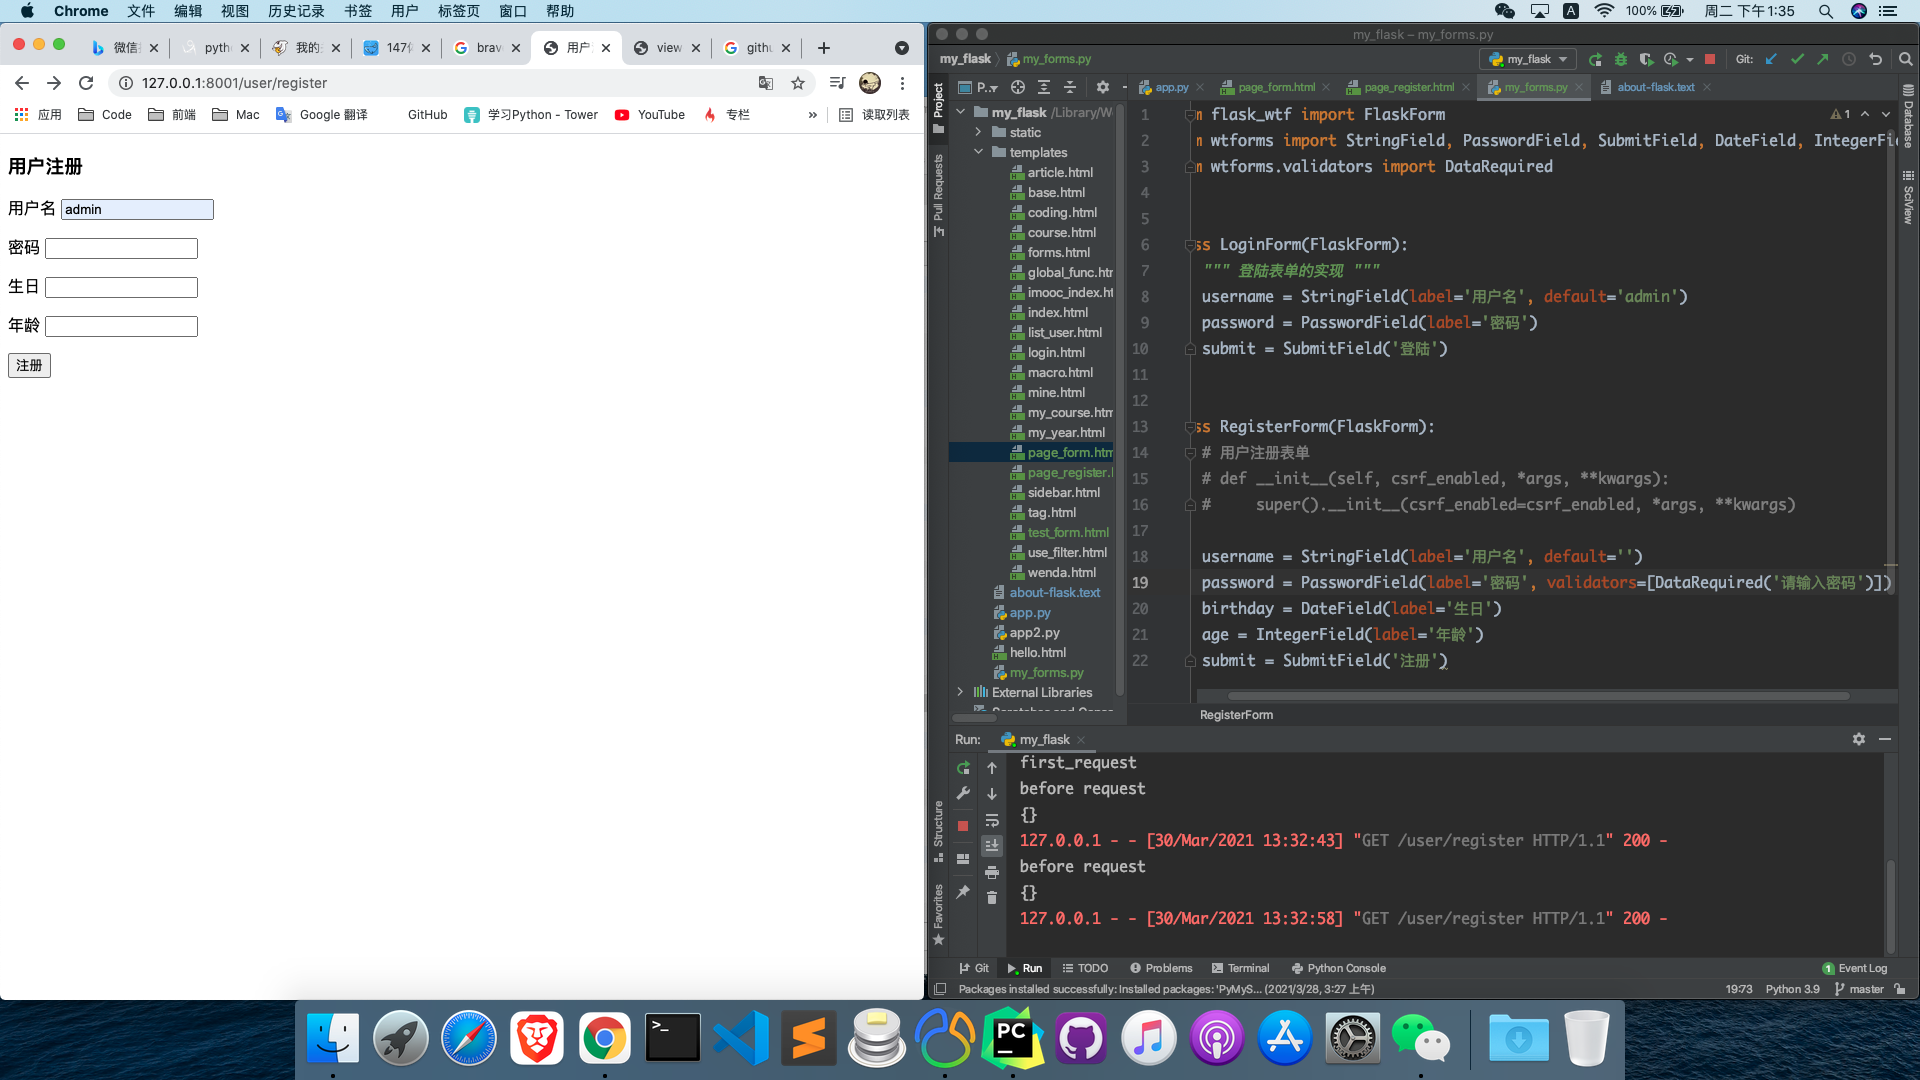 Chrome 文件 编辑 视图 历史记录 书签 用户 标签页 窗口 帮助
100% 周二 下午1:35
微信 pyth 我的 147 brav 用户 view gith
127.0.0.1:8001/user/register
应用 Code 前端 Mac Google 翻译 GitHub 学习Python - Tower YouTube 专栏 » 读取列表
用户注册
用户名 admin
密码
生日
年龄
注册
my_flask – my_forms.py
my_flask my_forms.py
my_flask Git:
Project
Pull Requests
Structure
Favorites
Database
SciView
P..
my_flask /Library/W
static
templates
article.html
base.html
coding.html
course.html
forms.html
global_func.htm
imooc_index.ht
index.html
list_user.html
login.html
macro.html
mine.html
my_course.htm
my_year.html
page_form.htm
page_register.h
sidebar.html
tag.html
test_form.html
use_filter.html
wenda.html
about-flask.text
app.py
app2.py
hello.html
my_forms.py
External Libraries
app.py page_form.html page_register.html my_forms.py about-flask.text
1
1 m flask_wtf import FlaskForm
2 m wtforms import StringField, PasswordField, SubmitField, DateField, IntegerFie
3 m wtforms.validators import DataRequired
4
5
6 ss LoginForm(FlaskForm):
7 """ 登陆表单的实现 """
8 username = StringField(label='用户名', default='admin')
9 password = PasswordField(label='密码')
10 submit = SubmitField('登陆')
11
12
13 ss RegisterForm(FlaskForm):
14 # 用户注册表单
15 # def __init__(self, csrf_enabled, *args, **kwargs):
16 #     super().__init__(csrf_enabled=csrf_enabled, *args, **kwargs)
17
18 username = StringField(label='用户名', default='')
19 password = PasswordField(label='密码', validators=[DataRequired('请输入密码')])
20 birthday = DateField(label='生日')
21 age = IntegerField(label='年龄')
22 submit = SubmitField('注册')
RegisterForm
Run: my_flask
first_request
before request
{}
127.0.0.1 - - [30/Mar/2021 13:32:43] "GET /user/register HTTP/1.1" 200 -
before request
{}
127.0.0.1 - - [30/Mar/2021 13:32:58] "GET /user/register HTTP/1.1" 200 -
Git Run TODO Problems Terminal Python Console 1 Event Log
Packages installed successfully: Installed packages: 'PyMyS... (2021/3/28, 3:27 上午) 19:73 Python 3.9 master
PC